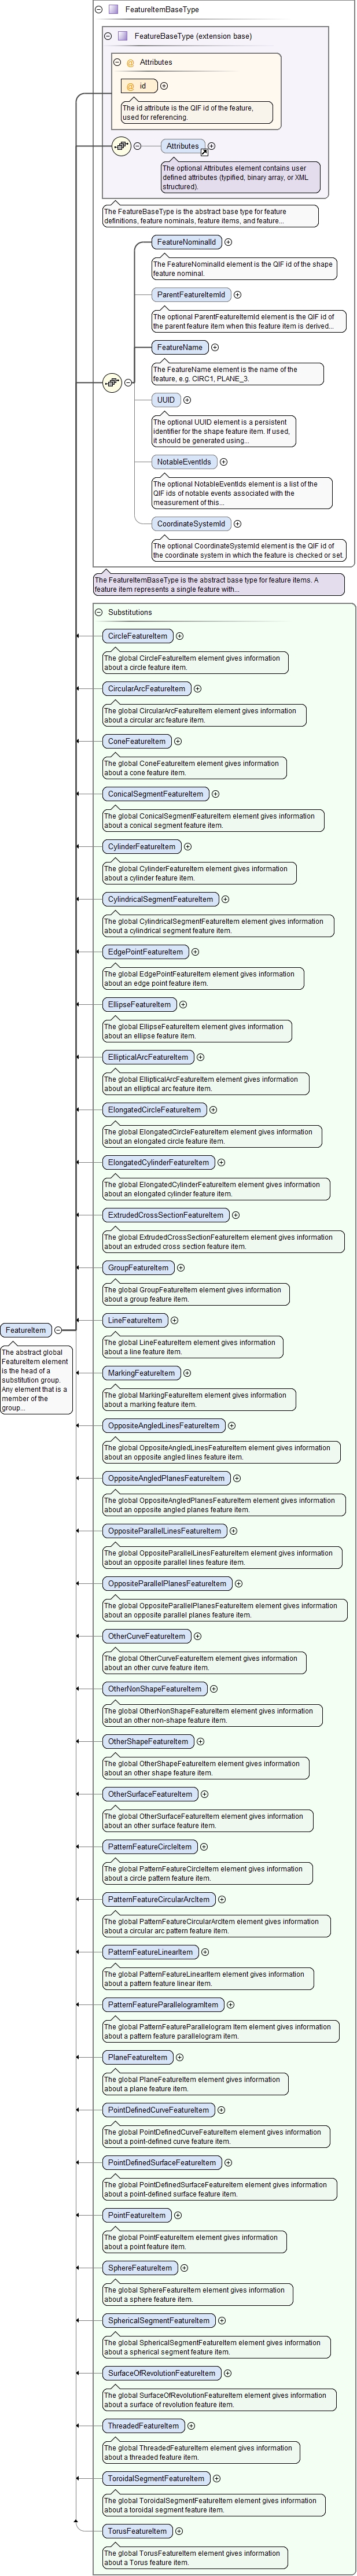 FeatureItemBaseType
FeatureBaseType (extension base)
Attributes
@ id
The id attribute is the QIF id of the feature,
used for referencing.
Attributes
The optional Attributes element contains user
defined attributes (typified, binary array, or XML
structured).
The FeatureBaseType is the abstract base type for feature
definitions, feature nominals, feature items, and feature...
FeatureNominalId
The FeatureNominalId element is the QIF id of the shape
feature nominal.
ParentFeatureItemId
The optional ParentFeatureItemId element is the QIF id of
the parent feature item when this feature item is derived...
FeatureName
The FeatureName element is the name of the
feature, e.g. CIRC1, PLANE_3.
UUID
The optional UUID element is a persistent
identifier for the shape feature item. If used,
it should be generated using...
NotableEventIds
The optional NotableEventIds element is a list of the
QIF ids of notable events associated with the
measurement of this...
CoordinateSystemId
The optional CoordinateSystemId element is the QIF id of
the coordinate system in which the feature is checked or set.
The FeatureItemBaseType is the abstract base type for feature items. A
feature item represents a single feature with...
Substitutions
CircleFeatureItem
The global CircleFeatureItem element gives information
about a circle feature item.
CircularArcFeatureItem
The global CircularArcFeatureItem element gives information
about a circular arc feature item.
ConeFeatureItem
The global ConeFeatureItem element gives information
about a cone feature item.
ConicalSegmentFeatureItem
The global ConicalSegmentFeatureItem element gives information
about a conical segment feature item.
CylinderFeatureItem
The global CylinderFeatureItem element gives information
about a cylinder feature item.
CylindricalSegmentFeatureItem
The global CylindricalSegmentFeatureItem element gives information
about a cylindrical segment feature item.
EdgePointFeatureItem
The global EdgePointFeatureItem element gives information
about an edge point feature item.
EllipseFeatureItem
The global EllipseFeatureItem element gives information
about an ellipse feature item.
EllipticalArcFeatureItem
The global EllipticalArcFeatureItem element gives information
about an elliptical arc feature item.
ElongatedCircleFeatureItem
The global ElongatedCircleFeatureItem element gives information
about an elongated circle feature item.
ElongatedCylinderFeatureItem
The global ElongatedCylinderFeatureItem element gives information
about an elongated cylinder feature item.
ExtrudedCrossSectionFeatureItem
The global ExtrudedCrossSectionFeatureItem element gives information
about an extruded cross section feature item.
GroupFeatureItem
The global GroupFeatureItem element gives information
about a group feature item.
LineFeatureItem
The global LineFeatureItem element gives information
about a line feature item.
FeatureItem
The abstract global
FeatureItem element
is the head of a
substitution group.
Any element that is a
member of the
group...
MarkingFeatureItem
The global MarkingFeatureItem element gives information
about a marking feature item.
OppositeAngledLinesFeatureItem
The global OppositeAngledLinesFeatureItem element gives information
about an opposite angled lines feature item.
OppositeAngledPlanesFeatureItem
The global OppositeAngledPlanesFeatureItem element gives information
about an opposite angled planes feature item.
OppositeParallelLinesFeatureItem
The global OppositeParallelLinesFeatureItem element gives information
about an opposite parallel lines feature item.
OppositeParallelPlanesFeatureItem
The global OppositeParallelPlanesFeatureItem element gives information
about an opposite parallel planes feature item.
OtherCurveFeatureItem
The global OtherCurveFeatureItem element gives information
about an other curve feature item.
OtherNonShapeFeatureItem
The global OtherNonShapeFeatureItem element gives information
about an other non-shape feature item.
OtherShapeFeatureItem
The global OtherShapeFeatureItem element gives information
about an other shape feature item.
OtherSurfaceFeatureItem
The global OtherSurfaceFeatureItem element gives information
about an other surface feature item.
PatternFeatureCircleItem
The global PatternFeatureCircleItem element gives information
about a circle pattern feature item.
PatternFeatureCircularArcItem
The global PatternFeatureCircularArcItem element gives information
about a circular arc pattern feature item.
PatternFeatureLinearItem
The global PatternFeatureLinearItem element gives information
about a pattern feature linear item.
PatternFeatureParallelogramItem
The global PatternFeatureParallelogram Item element gives information
about a pattern feature parallelogram item.
PlaneFeatureItem
The global PlaneFeatureItem element gives information
about a plane feature item.
PointDefinedCurveFeatureItem
The global PointDefinedCurveFeatureItem element gives information
about a point-defined curve feature item.
PointDefinedSurfaceFeatureItem
The global PointDefinedSurfaceFeatureItem element gives information
about a point-defined surface feature item.
PointFeatureItem
The global PointFeatureItem element gives information
about a point feature item.
SphereFeatureItem
The global SphereFeatureItem element gives information
about a sphere feature item.
SphericalSegmentFeatureItem
The global SphericalSegmentFeatureItem element gives information
about a spherical segment feature item.
SurfaceOfRevolutionFeatureItem
The global SurfaceOfRevolutionFeatureItem element gives information
about a surface of revolution feature item.
ThreadedFeatureItem
The global ThreadedFeatureItem element gives information
about a threaded feature item.
ToroidalSegmentFeatureItem
The global ToroidalSegmentFeatureItem element gives information
about a toroidal segment feature item.
TorusFeatureItem
The global TorusFeatureItem element gives information
about a Torus feature item.